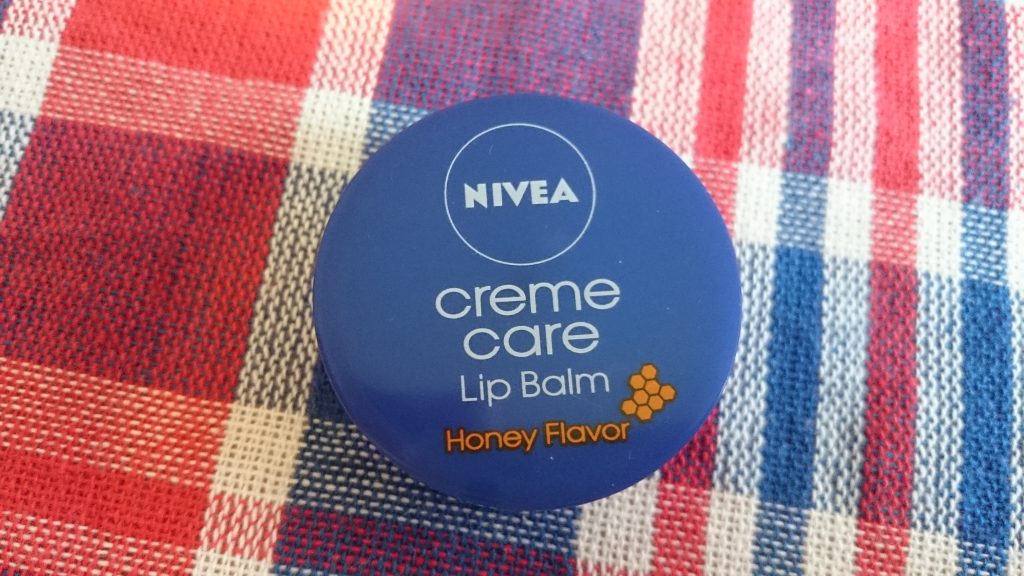 NIVEA
creme
care
Lip Balm
Honey Flavor